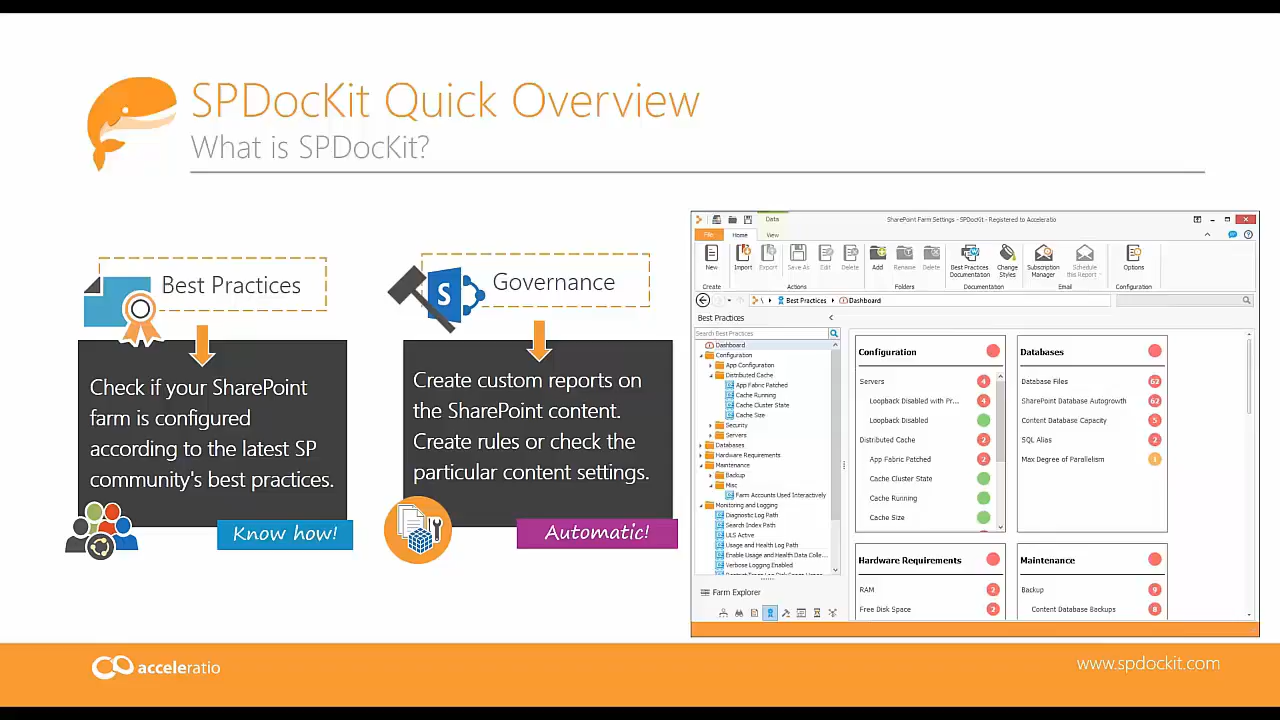 SPDocKit Quick Overview
What is SPDocKit?
Best Practices
Check if your SharePoint
farm is configured
according to the latest SP
community's best practices.
Know how!
S
Governance
Create custom reports on
the SharePoint content.
Create rules or check the
particular content settings.
Automatic!
Data
SharePoint Farm Settings - SPDocKit - Registered to Acceleratio
File
Home
View
New
Import
Export
Save As
Edit
Delete
Add
Rename
Delete
Best Practices
Documentation
Change
Styles
Subscription
Manager
Schedule
this Report
Options
Create
Actions
Folders
Documentation
Email
Configuration
Best Practices
Dashboard
Best Practices
Search Best Practices
Dashboard
Configuration
App Configuration
Distributed Cache
App Fabric Patched
Cache Running
Cache Cluster State
Cache Size
Security
Servers
Databases
Hardware Requirements
Maintenance
Backup
Misc
Farm Accounts Used Interactively
Monitoring and Logging
Diagnostic Log Path
Search Index Path
ULS Active
Usage and Health Log Path
Enable Usage and Health Data Colle...
Verbose Logging Enabled
Farm Explorer
Configuration
Servers 4
Loopback Disabled with Pr... 4
Loopback Disabled
Distributed Cache 2
App Fabric Patched 2
Cache Cluster State
Cache Running
Cache Size
Databases
Database Files 62
SharePoint Database Autogrowth 62
Content Database Capacity 5
SQL Alias 2
Max Degree of Parallelism 1
Hardware Requirements
RAM 2
Free Disk Space 2
Maintenance
Backup 9
Content Database Backups 8
acceleratio
www.spdockit.com